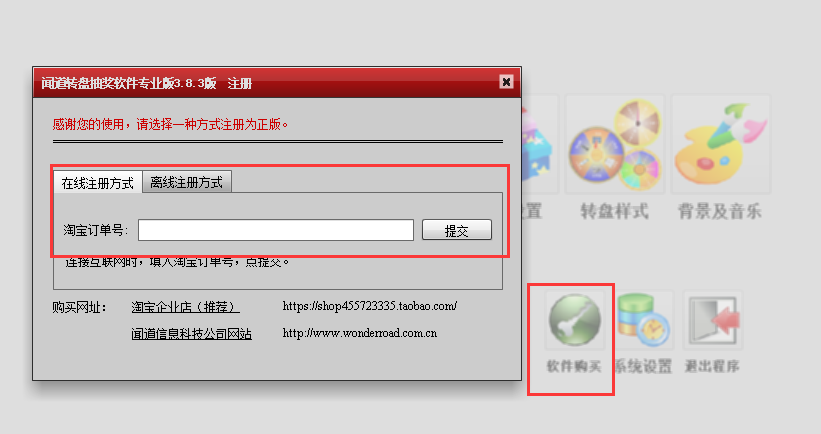 闻道转盘抽奖软件专业版3.8.3版 注册
感谢您的使用，请选择一种方式注册为正版。
在线注册方式 离线注册方式
淘宝订单号: 提交
连接互联网时，填入淘宝订单号，点提交。
购买网址： 淘宝企业店（推荐） https://shop455723335.taobao.com/
闻道信息科技公司网站 http://www.wonderroad.com.cn
置 转盘样式 背景及音乐
软件购买 系统设置 退出程序